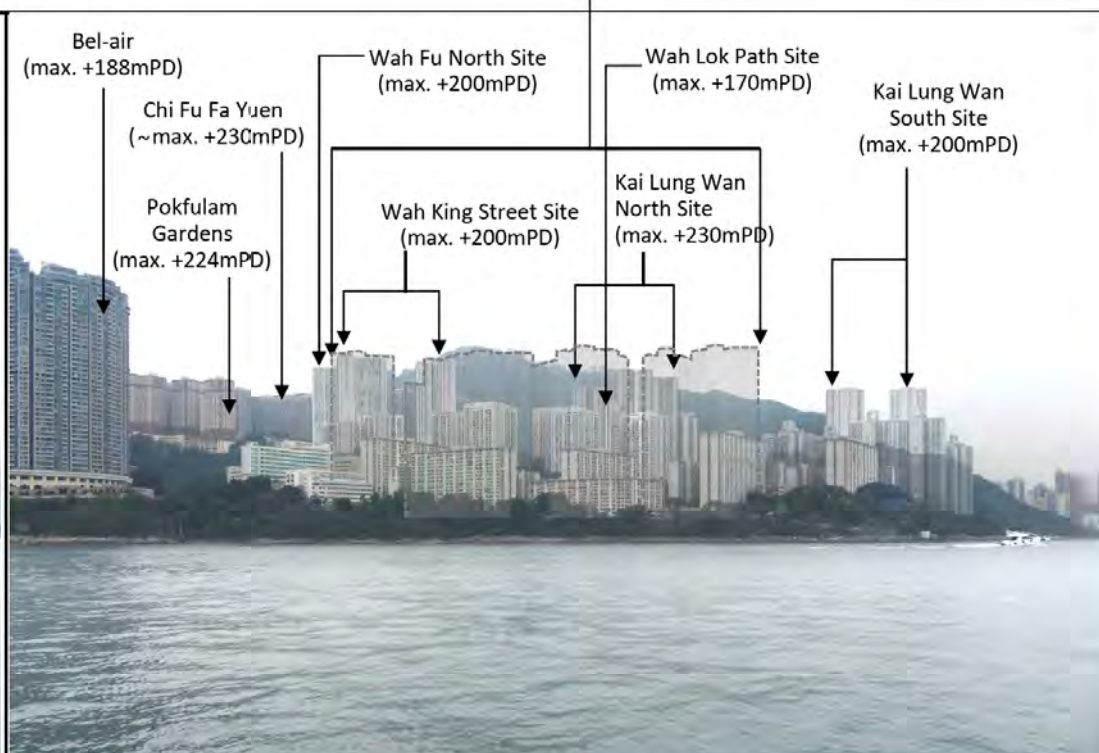 Bel-air
(max. +188mPD)
Chi Fu Fa Yuen
(~max. +230mPD)
Pokfulam
Gardens
(max. +224mPD)
Wah Fu North Site
(max. +200mPD)
Wah King Street Site
(max. +200mPD)
Wah Lok Path Site
(max. +170mPD)
Kai Lung Wan
North Site
(max. +230mPD)
Kai Lung Wan
South Site
(max. +200mPD)